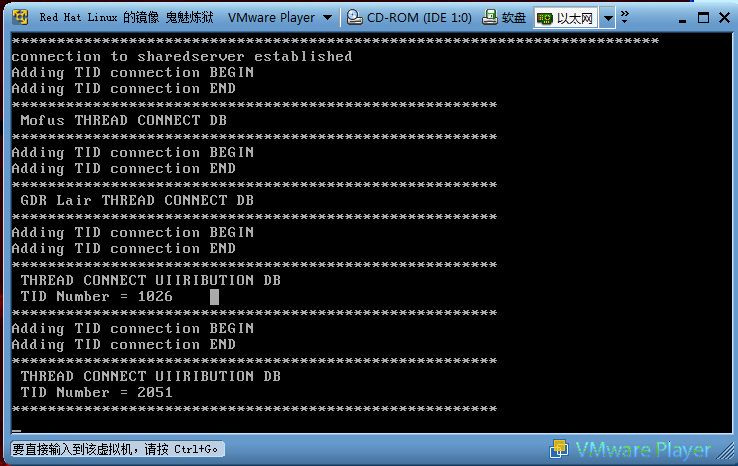 Red Hat Linux 的镜像 鬼魅炼狱 VMware Player CD-ROM (IDE 1:0) 软盘 以太网
************************************************************************
connection to sharedserver established
Adding TID connection BEGIN
Adding TID connection END
******************************************************
Mofus THREAD CONNECT DB
******************************************************
Adding TID connection BEGIN
Adding TID connection END
******************************************************
GDR Lair THREAD CONNECT DB
******************************************************
Adding TID connection BEGIN
Adding TID connection END
******************************************************
THREAD CONNECT UIIRIBUTION DB
TID Number = 1026
******************************************************
Adding TID connection BEGIN
Adding TID connection END
******************************************************
THREAD CONNECT UIIRIBUTION DB
TID Number = 2051
******************************************************
要直接输入到该虚拟机，请按 Ctrl+G。 VMware Player